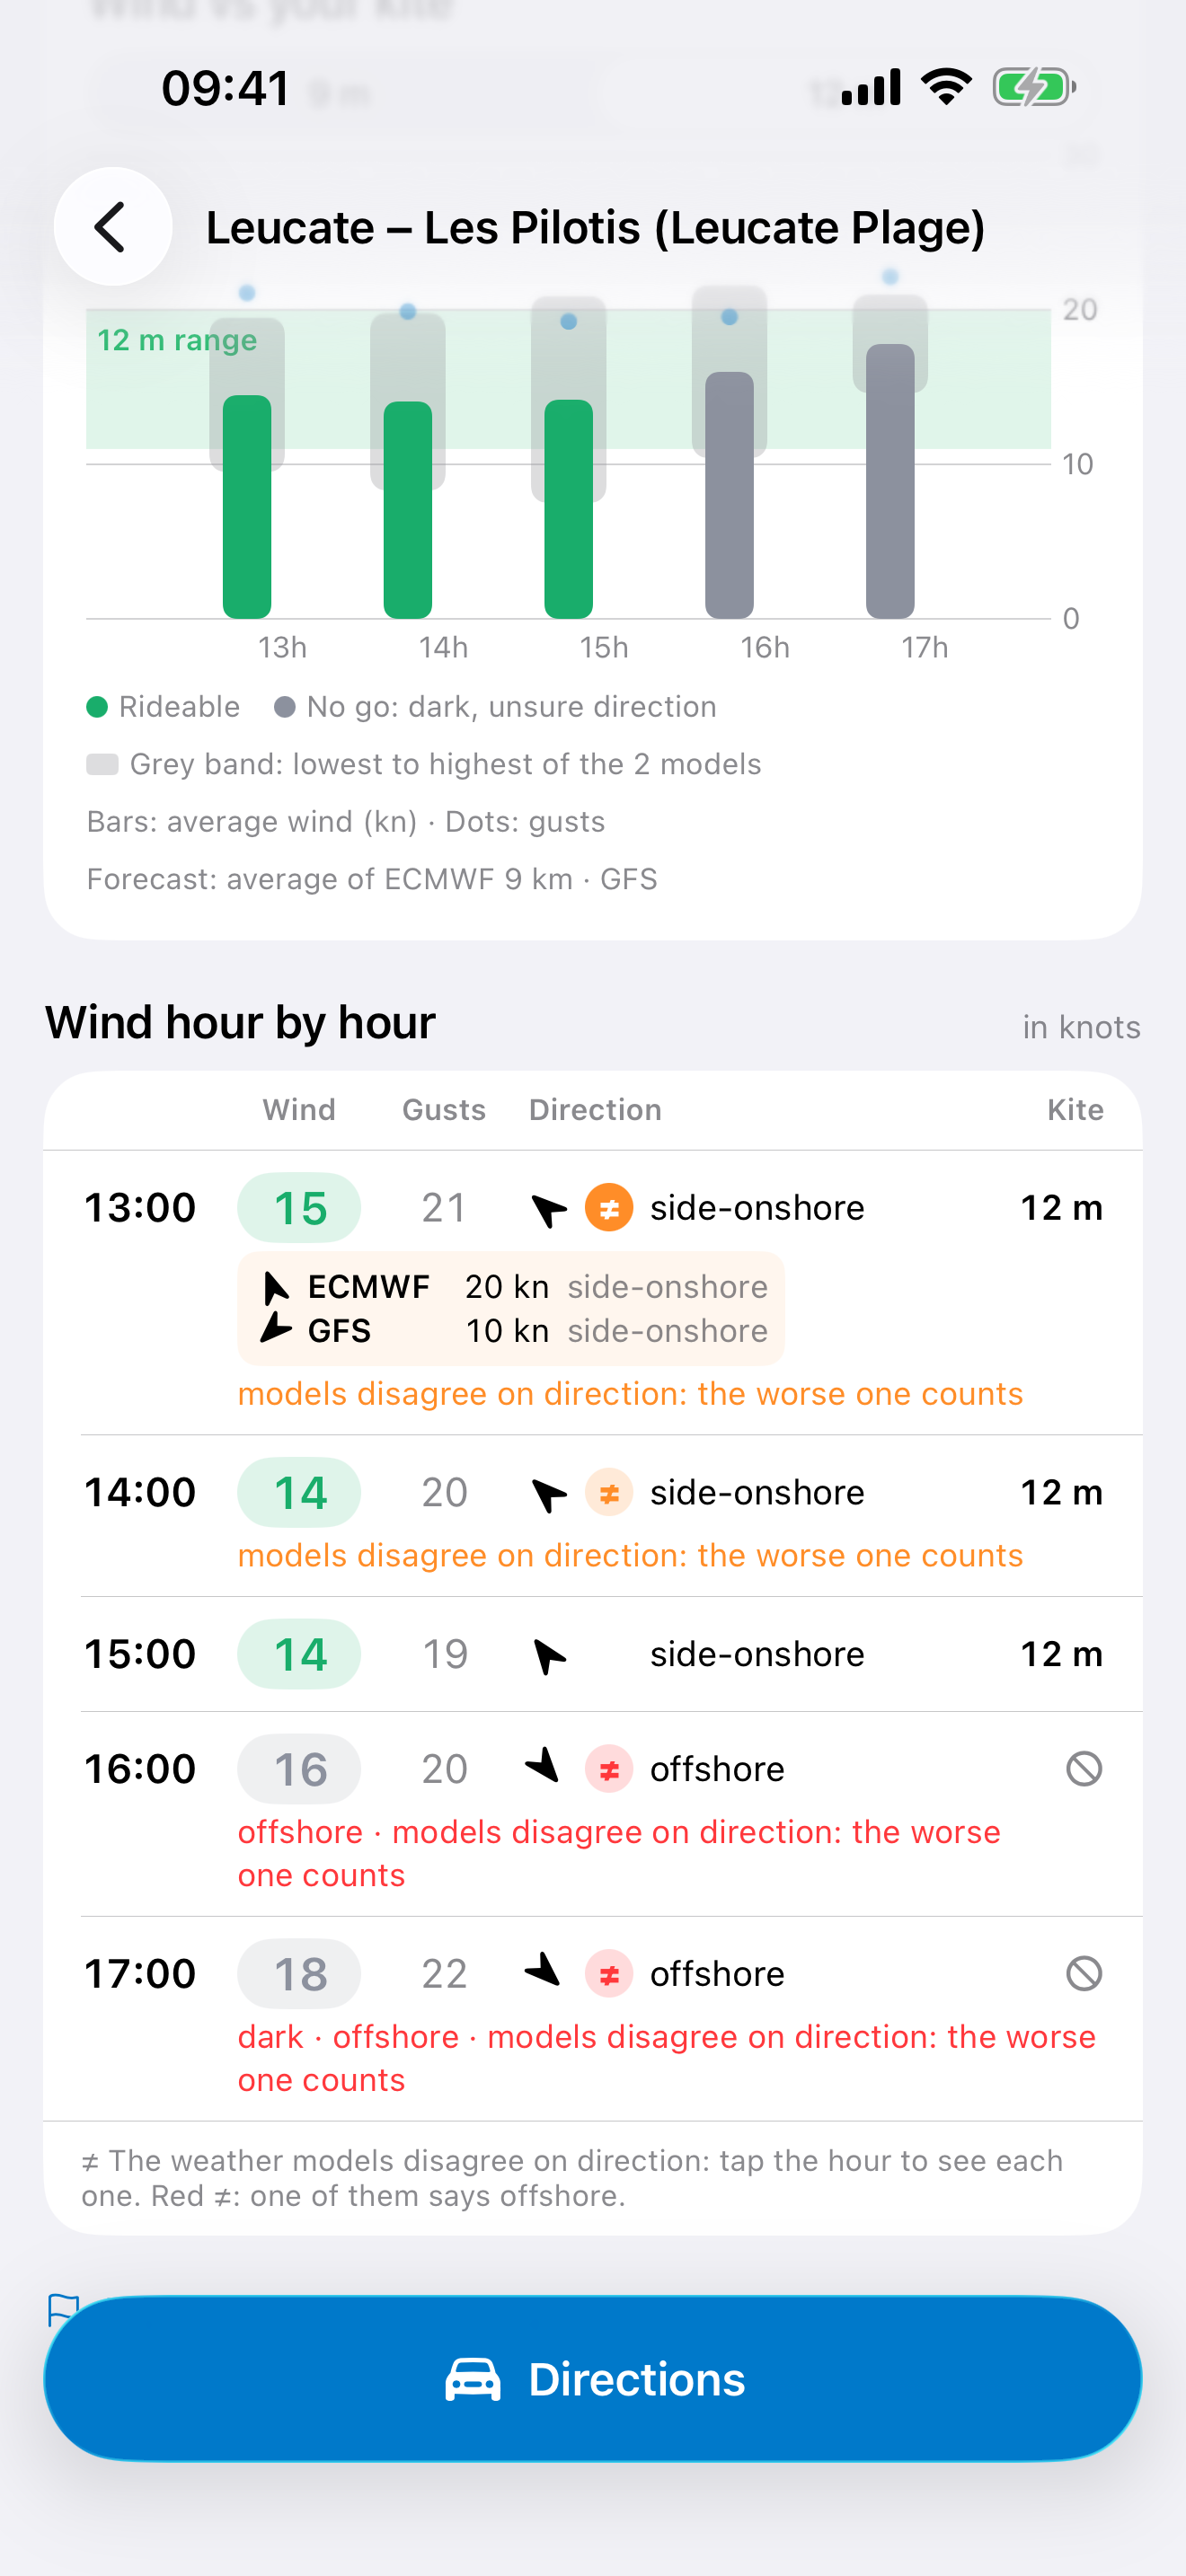 Wind vs your kite
09:41
9 m
Leucate – Les Pilotis (Leucate Plage)
20
12 m range
10
0
13h 14h 15h 16h 17h
Rideable No go: dark, unsure direction
Grey band: lowest to highest of the 2 models
Bars: average wind (kn) · Dots: gusts
Forecast: average of ECMWF 9 km · GFS
Wind hour by hour in knots
Wind Gusts Direction Kite
13:00 15 21 ≠ side-onshore 12 m
ECMWF 20 kn side-onshore
GFS 10 kn side-onshore
models disagree on direction: the worse one counts
14:00 14 20 ≠ side-onshore 12 m
models disagree on direction: the worse one counts
15:00 14 19 side-onshore 12 m
16:00 16 20 ≠ offshore
offshore · models disagree on direction: the worse
one counts
17:00 18 22 ≠ offshore
dark · offshore · models disagree on direction: the worse
one counts
≠ The weather models disagree on direction: tap the hour to see each
one. Red ≠: one of them says offshore.
Directions